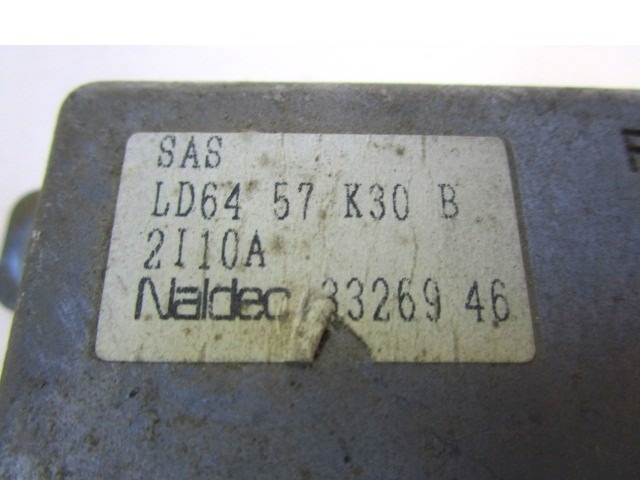 SAS
LD64 57 K30 B
2I10A
Naldec 33269 46